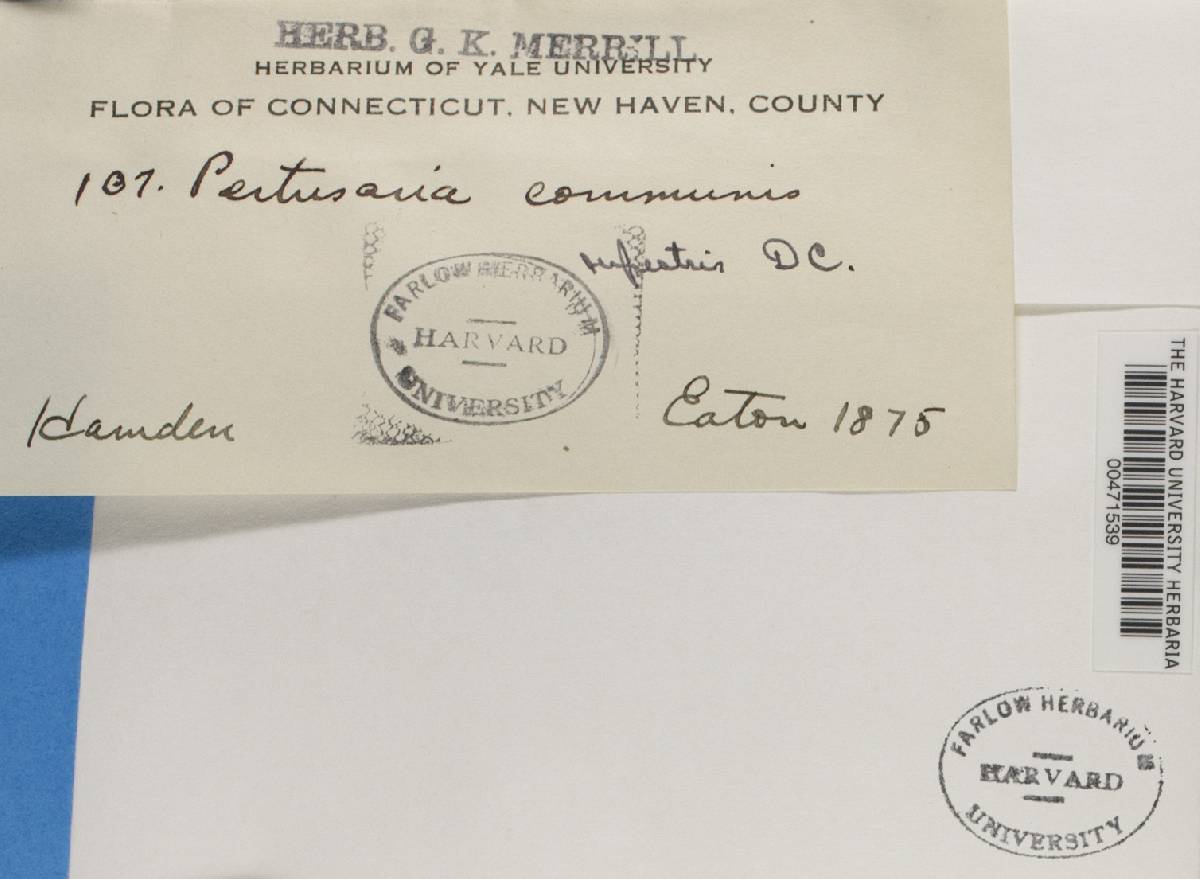 HERB. G. K. MERRILL
HERBARIUM OF YALE UNIVERSITY
FLORA OF CONNECTICUT, NEW HAVEN, COUNTY
107. Pertusaria communis
rupestris DC.
FARLOW HERBARIUM
HARVARD
UNIVERSITY
Hamden
Eaton 1875
THE HARVARD UNIVERSITY HERBARIA
00471539
FARLOW HERBARIUM
HARVARD
UNIVERSITY